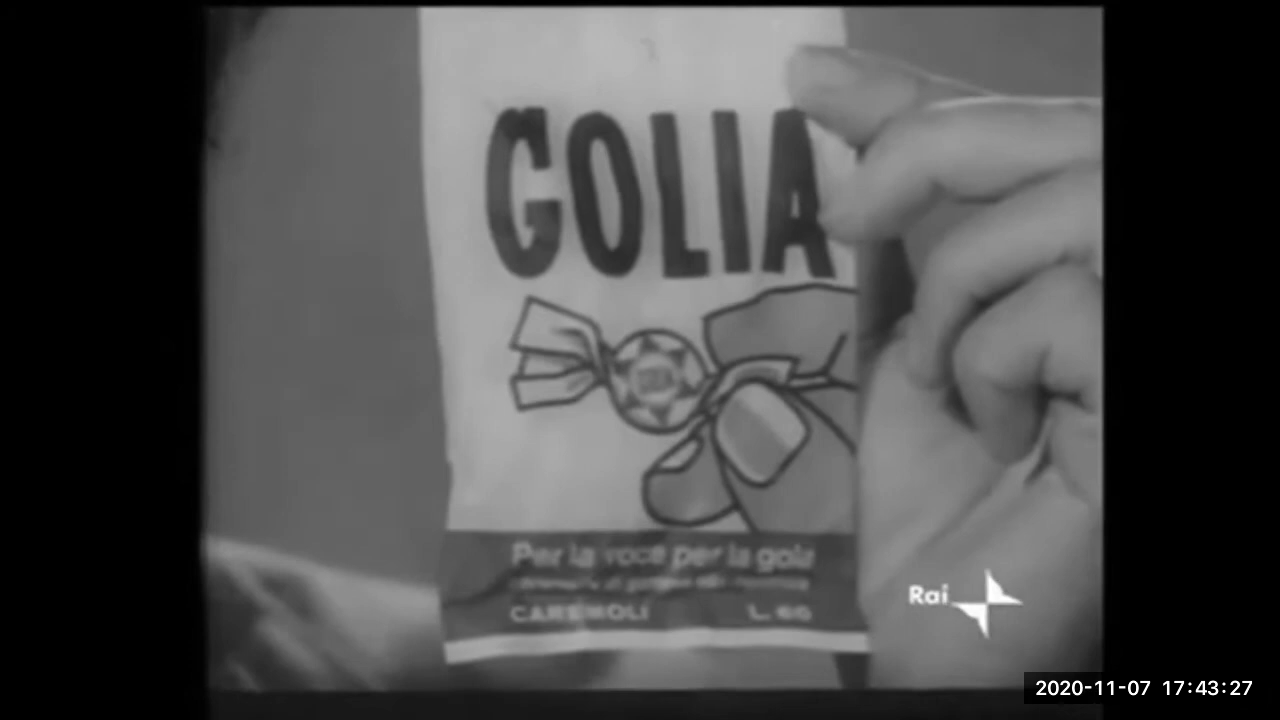 GOLIA
Per la voce per la gola
CAREMOLI L. 60
Rai
2020-11-07 17:43:27